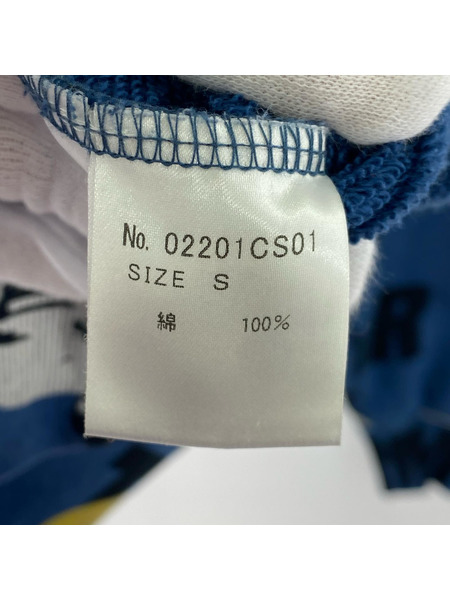 No. 02201CS01
SIZE S
綿 100%
R